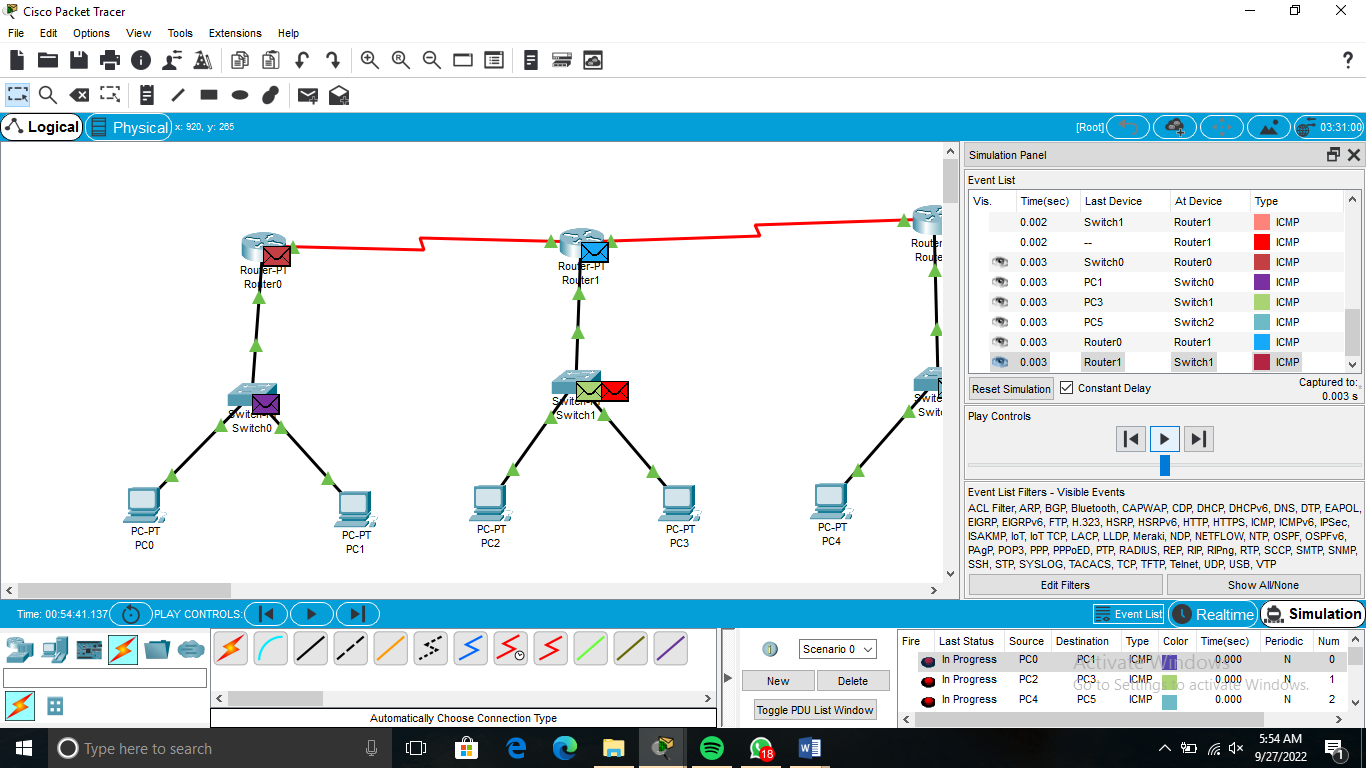 Cisco Packet Tracer
File Edit Options View Tools Extensions Help
Logical Physical x: 920, y: 285 [Root] 03:31:00
Router-PT
Router0
Router-PT
Router1
Switch0
Switch1
PC-PT
PC0
PC-PT
PC1
PC-PT
PC2
PC-PT
PC3
PC-PT
PC4
Simulation Panel
Event List
Vis. Time(sec) Last Device At Device Type
0.002 Switch1 Router1 ICMP
0.002 -- Router1 ICMP
0.003 Switch0 Router0 ICMP
0.003 PC1 Switch0 ICMP
0.003 PC3 Switch1 ICMP
0.003 PC5 Switch2 ICMP
0.003 Router0 Router1 ICMP
0.003 Router1 Switch1 ICMP
Reset Simulation Constant Delay Captured to:
0.003 s
Play Controls
Event List Filters - Visible Events
ACL Filter, ARP, BGP, Bluetooth, CAPWAP, CDP, DHCP, DHCPv6, DNS, DTP, EAPOL,
EIGRP, EIGRPv6, FTP, H.323, HSRP, HSRPv6, HTTP, HTTPS, ICMP, ICMPv6, IPSec,
ISAKMP, IoT, IoT TCP, LACP, LLDP, Meraki, NDP, NETFLOW, NTP, OSPF, OSPFv6,
PAgP, POP3, PPP, PPPoED, PTP, RADIUS, REP, RIP, RIPng, RTP, SCCP, SMTP, SNMP,
SSH, STP, SYSLOG, TACACS, TCP, TFTP, Telnet, UDP, USB, VTP
Edit Filters Show All/None
Time: 00:54:41.137 PLAY CONTROLS: Event List Realtime Simulation
Automatically Choose Connection Type
Scenario 0
New Delete
Toggle PDU List Window
Fire Last Status Source Destination Type Color Time(sec) Periodic Num
In Progress PC0 PC1 ICMP 0.000 N 0
In Progress PC2 PC3 ICMP 0.000 N 1
In Progress PC4 PC5 ICMP 0.000 N 2
Activate Windows
Go to Settings to activate Windows.
Type here to search
18
5:54 AM
9/27/2022
1